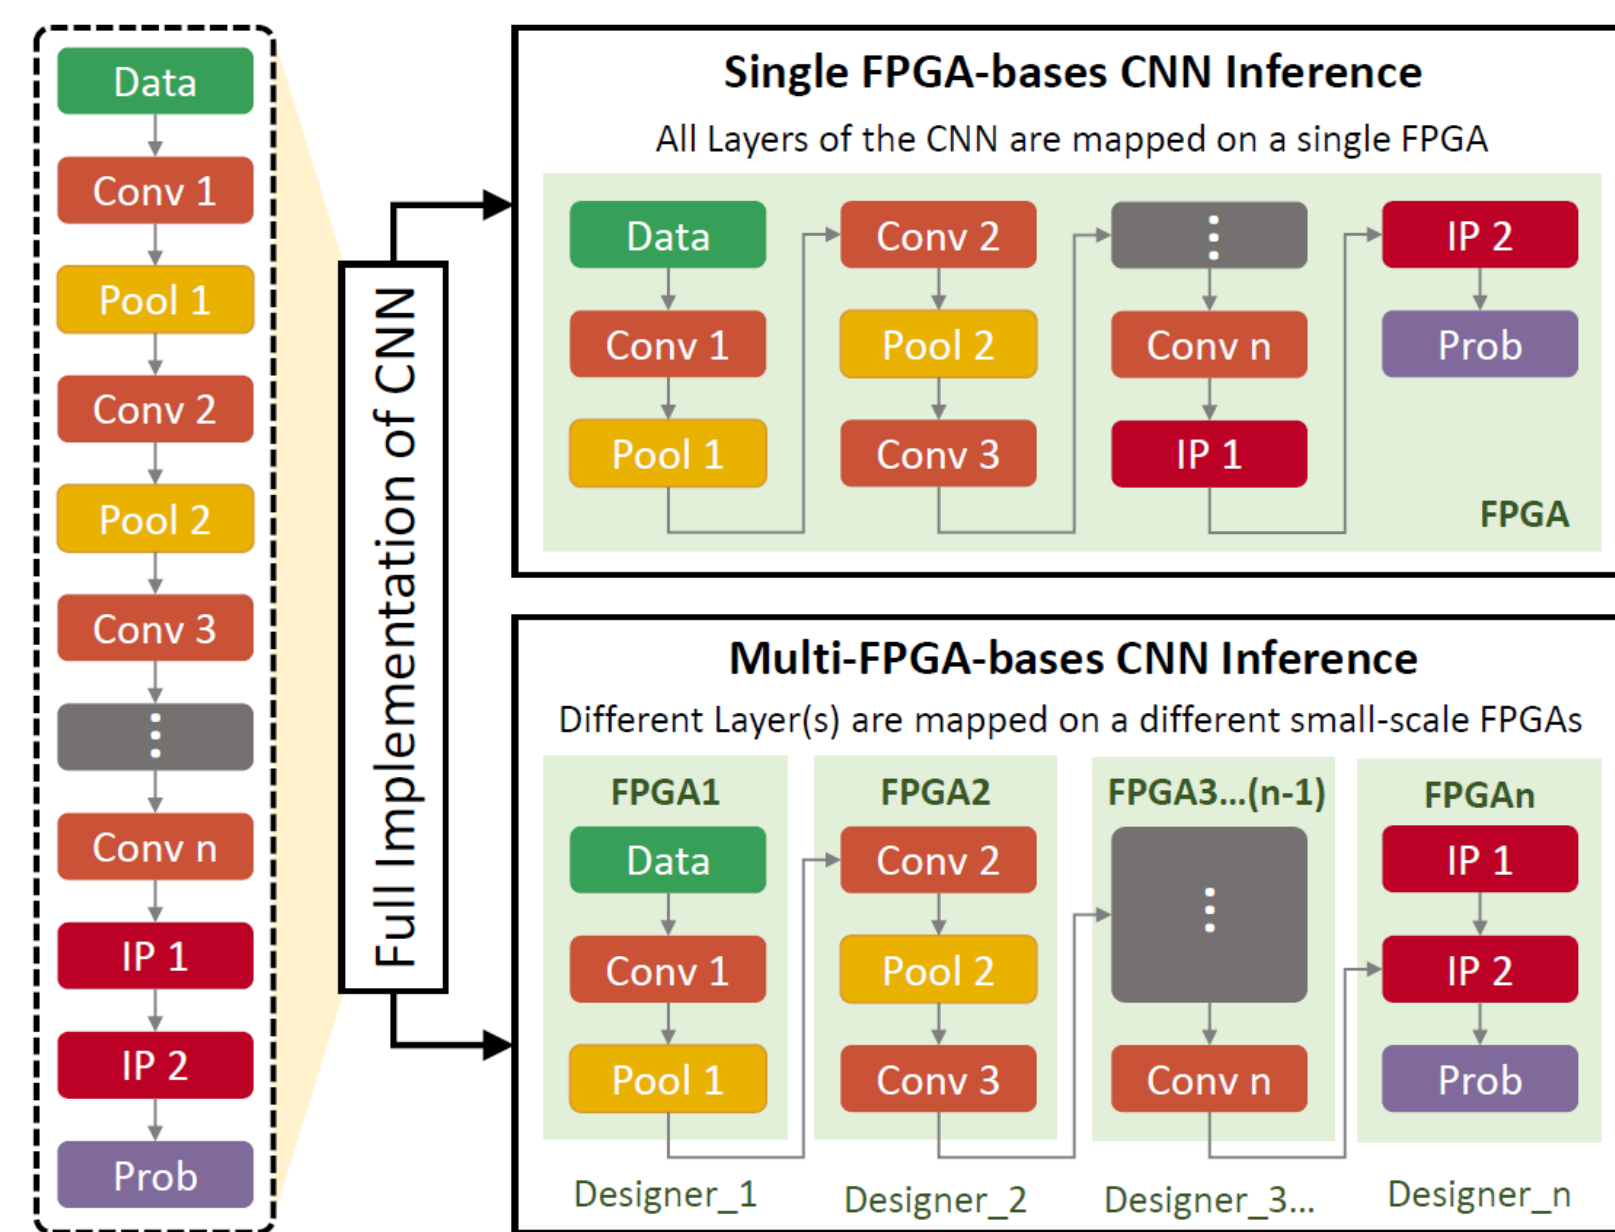 Data
Conv 1
Pool 1
Conv 2
Pool 2
Conv 3
⋮
Conv n
IP 1
IP 2
Prob
Full Implementation of CNN
Single FPGA-bases CNN Inference
All Layers of the CNN are mapped on a single FPGA
Data
Conv 1
Pool 1
Conv 2
Pool 2
Conv 3
⋮
Conv n
IP 1
IP 2
Prob
FPGA
Multi-FPGA-bases CNN Inference
Different Layer(s) are mapped on a different small-scale FPGAs
FPGA1
Data
Conv 1
Pool 1
Designer_1
FPGA2
Conv 2
Pool 2
Conv 3
Designer_2
FPGA3...(n-1)
⋮
Conv n
Designer_3...
FPGAn
IP 1
IP 2
Prob
Designer_n